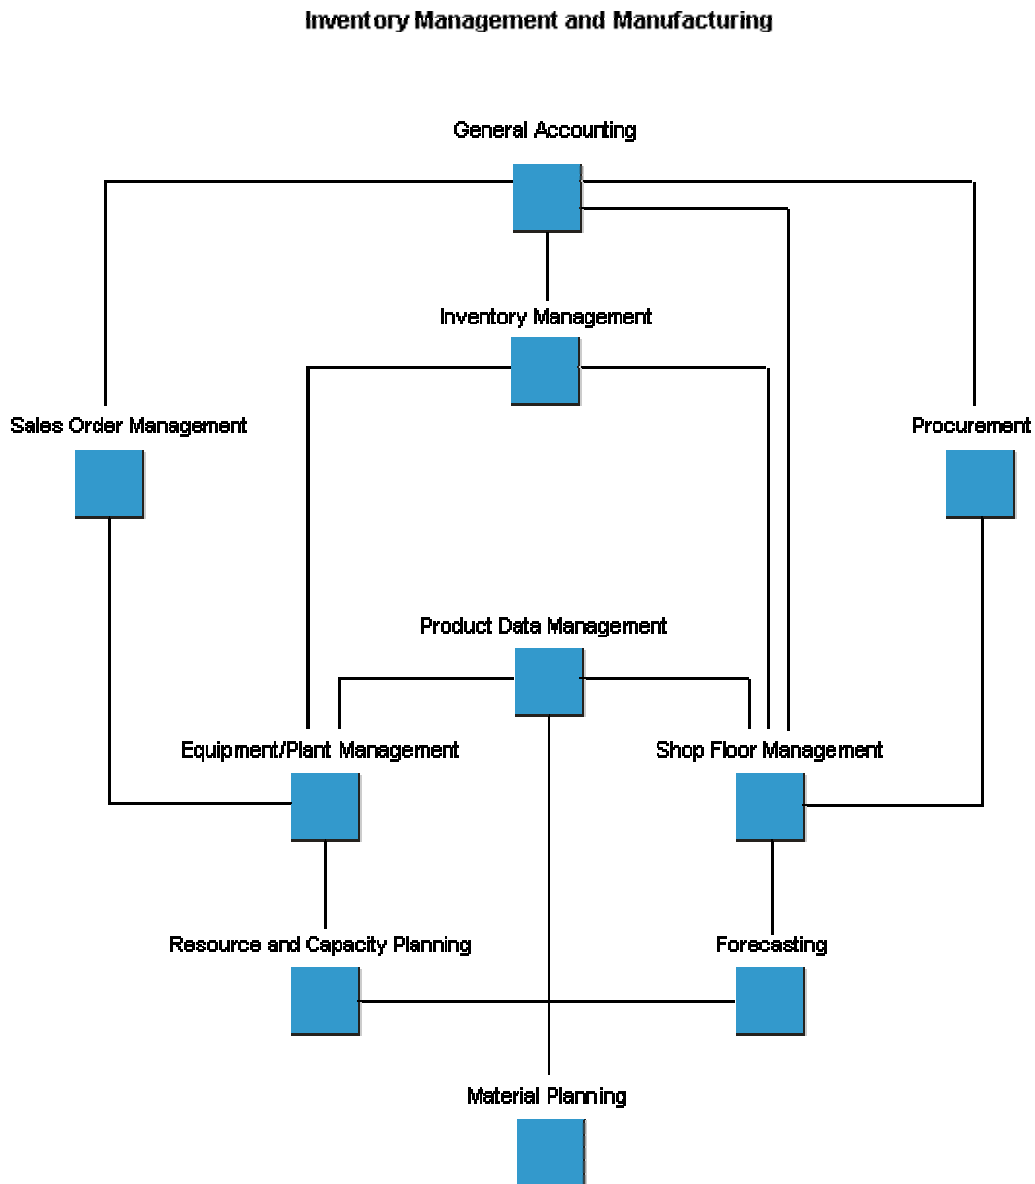 Inventory Management and Manufacturing
General Accounting
Inventory Management
Sales Order Management
Procurement
Product Data Management
Equipment/Plant Management
Shop Floor Management
Resource and Capacity Planning
Forecasting
Material Planning